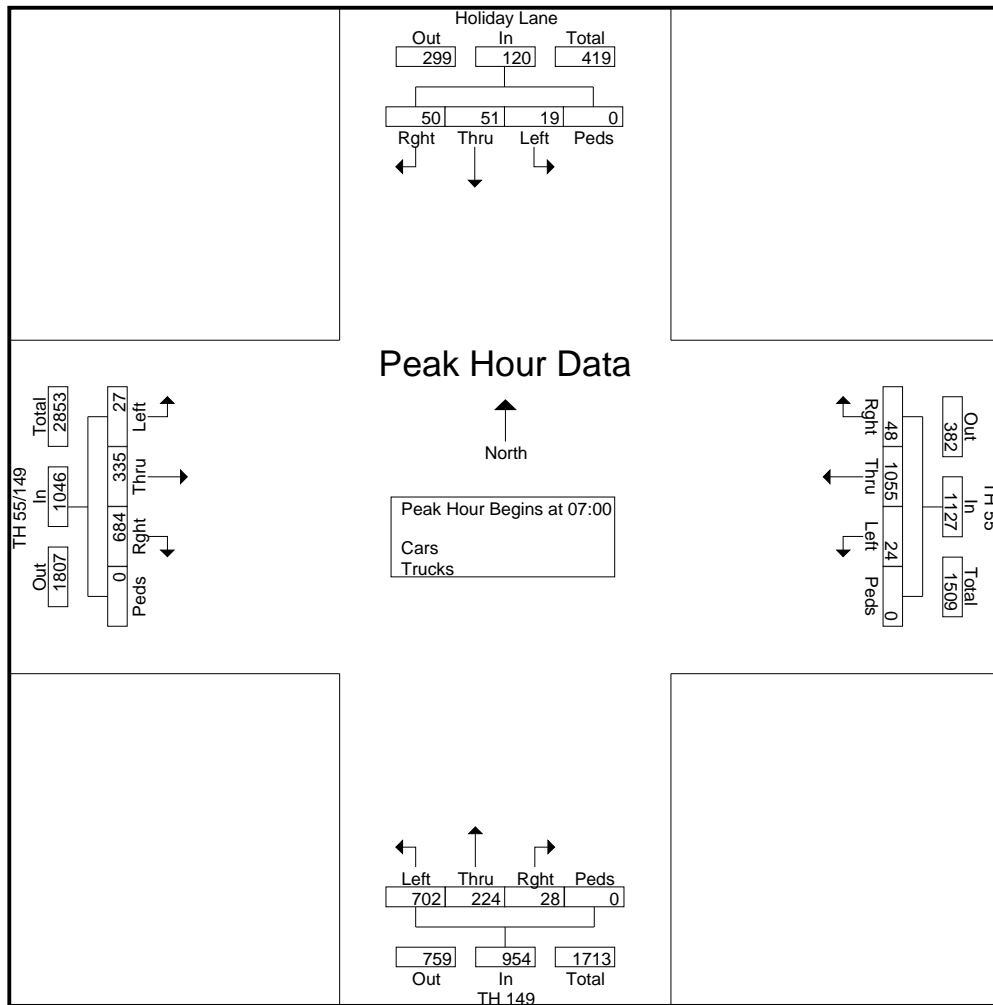 Holiday Lane
Out In Total
299 120 419
50 51 19 0
Rght Thru Left Peds
Peak Hour Data
North
Peak Hour Begins at 07:00
Cars
Trucks
TH 55/149
Out In Total
1807 1046 2853
0 684 335 27
Peds Rght Thru Left
TH 55
Out In Total
382 1127 1509
Rght Thru Left Peds
48 1055 24 0
Left Thru Rght Peds
702 224 28 0
759 954 1713
Out In Total
TH 149